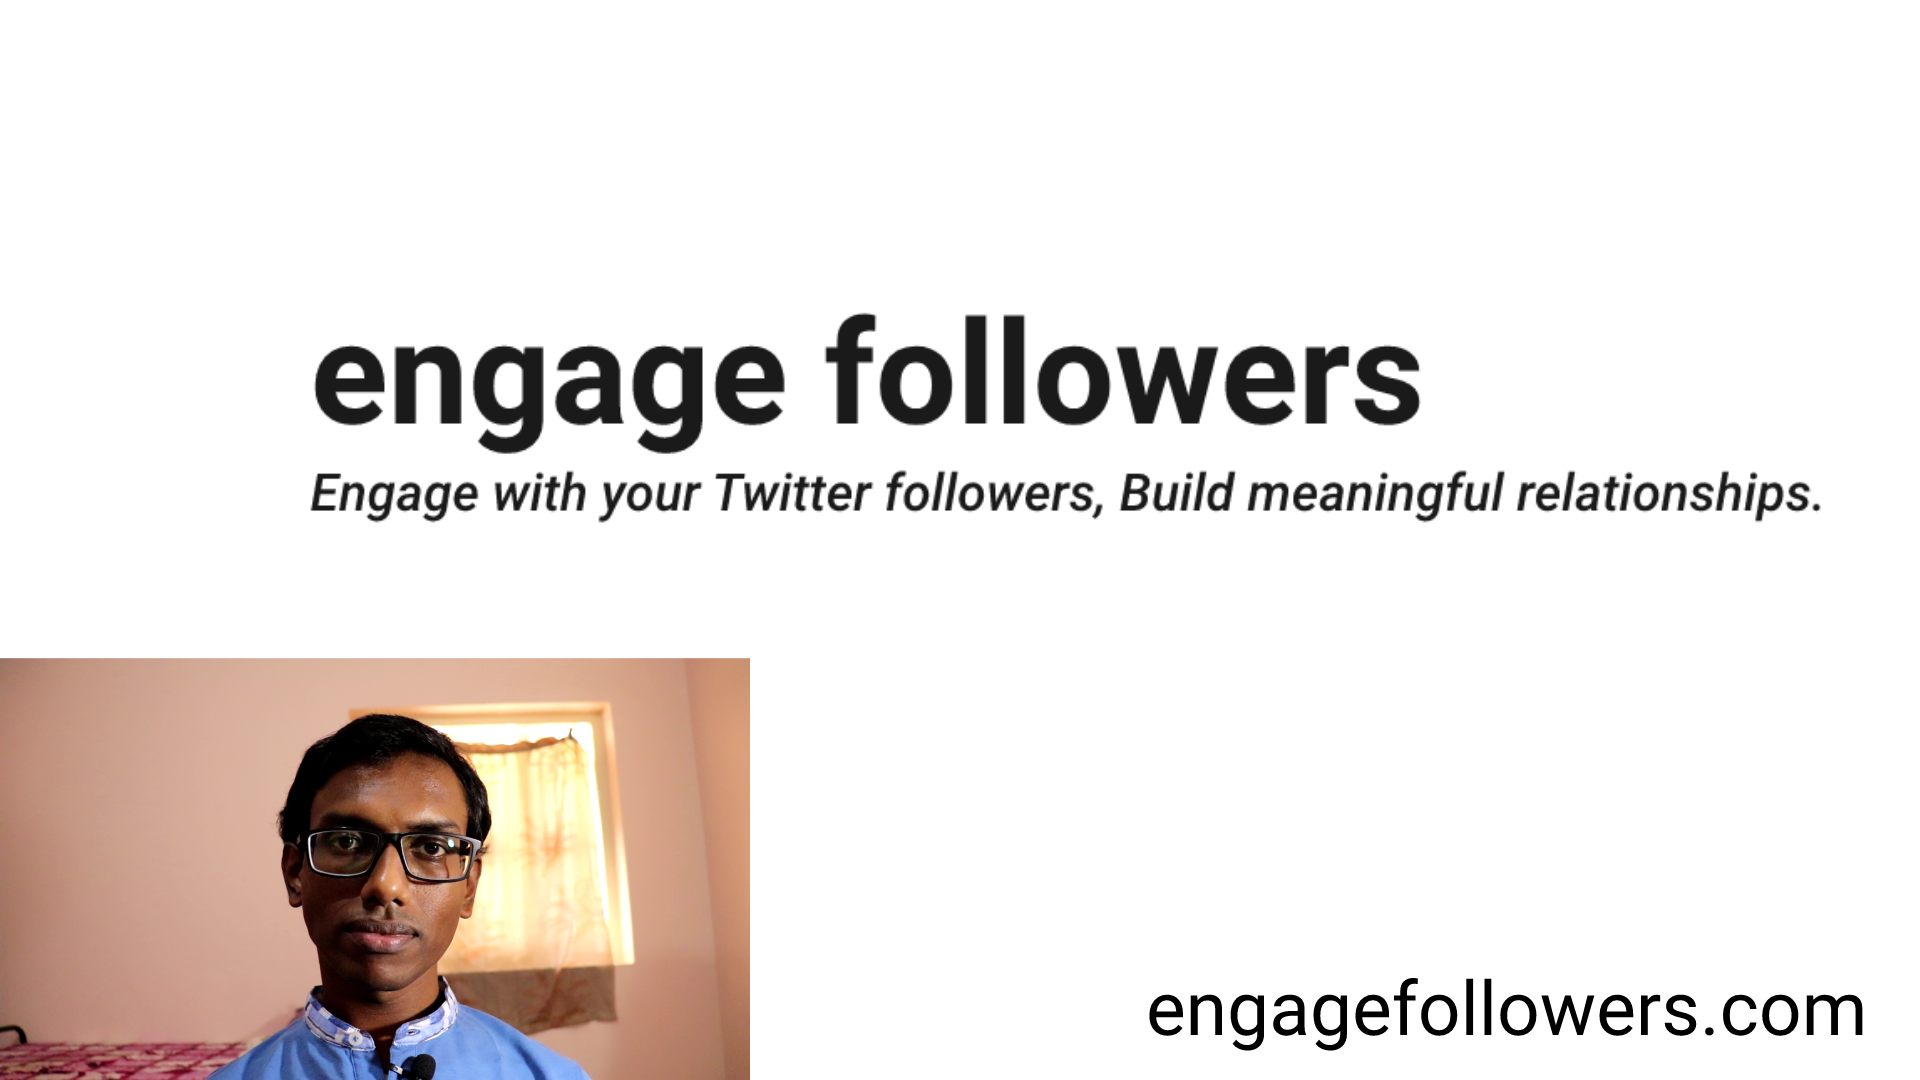 engage followers
Engage with your Twitter followers, Build meaningful relationships.
engagefollowers.com